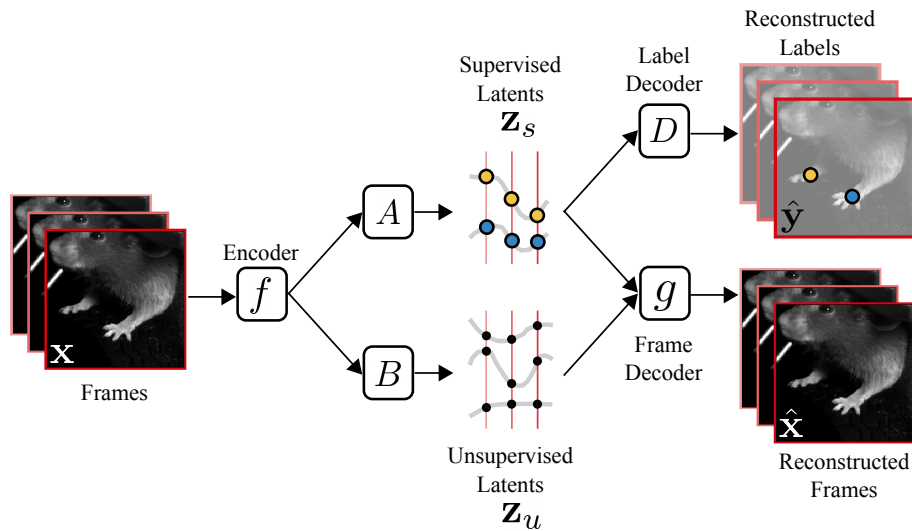 Frames
x
Encoder
f
A
B
Supervised
Latents
z_s
Unsupervised
Latents
z_u
Label
Decoder
D
g
Frame
Decoder
Reconstructed
Labels
ŷ
x̂
Reconstructed
Frames